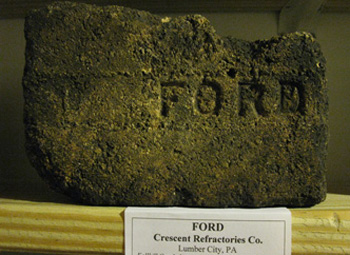 FORD
FORD
Crescent Refractories Co.
Lumber City, PA